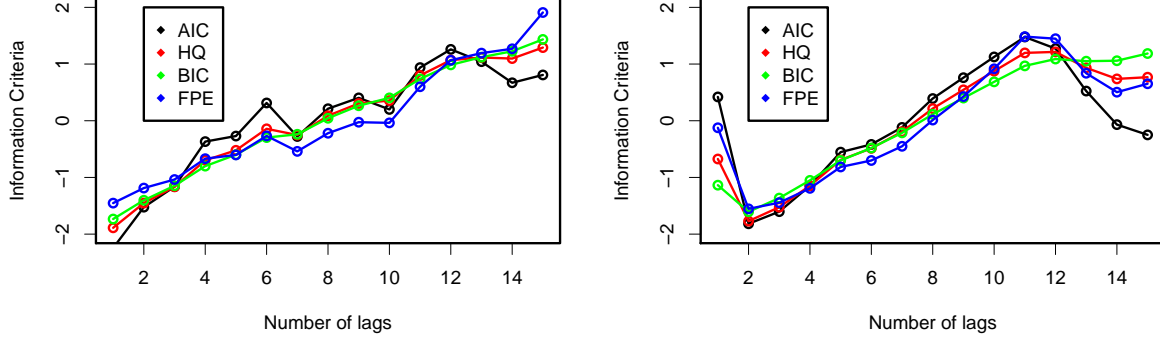 Information Criteria
2
1
0
−1
−2
AIC
HQ
BIC
FPE
2 4 6 8 10 12 14
Number of lags
Information Criteria
2
1
0
−1
−2
AIC
HQ
BIC
FPE
2 4 6 8 10 12 14
Number of lags